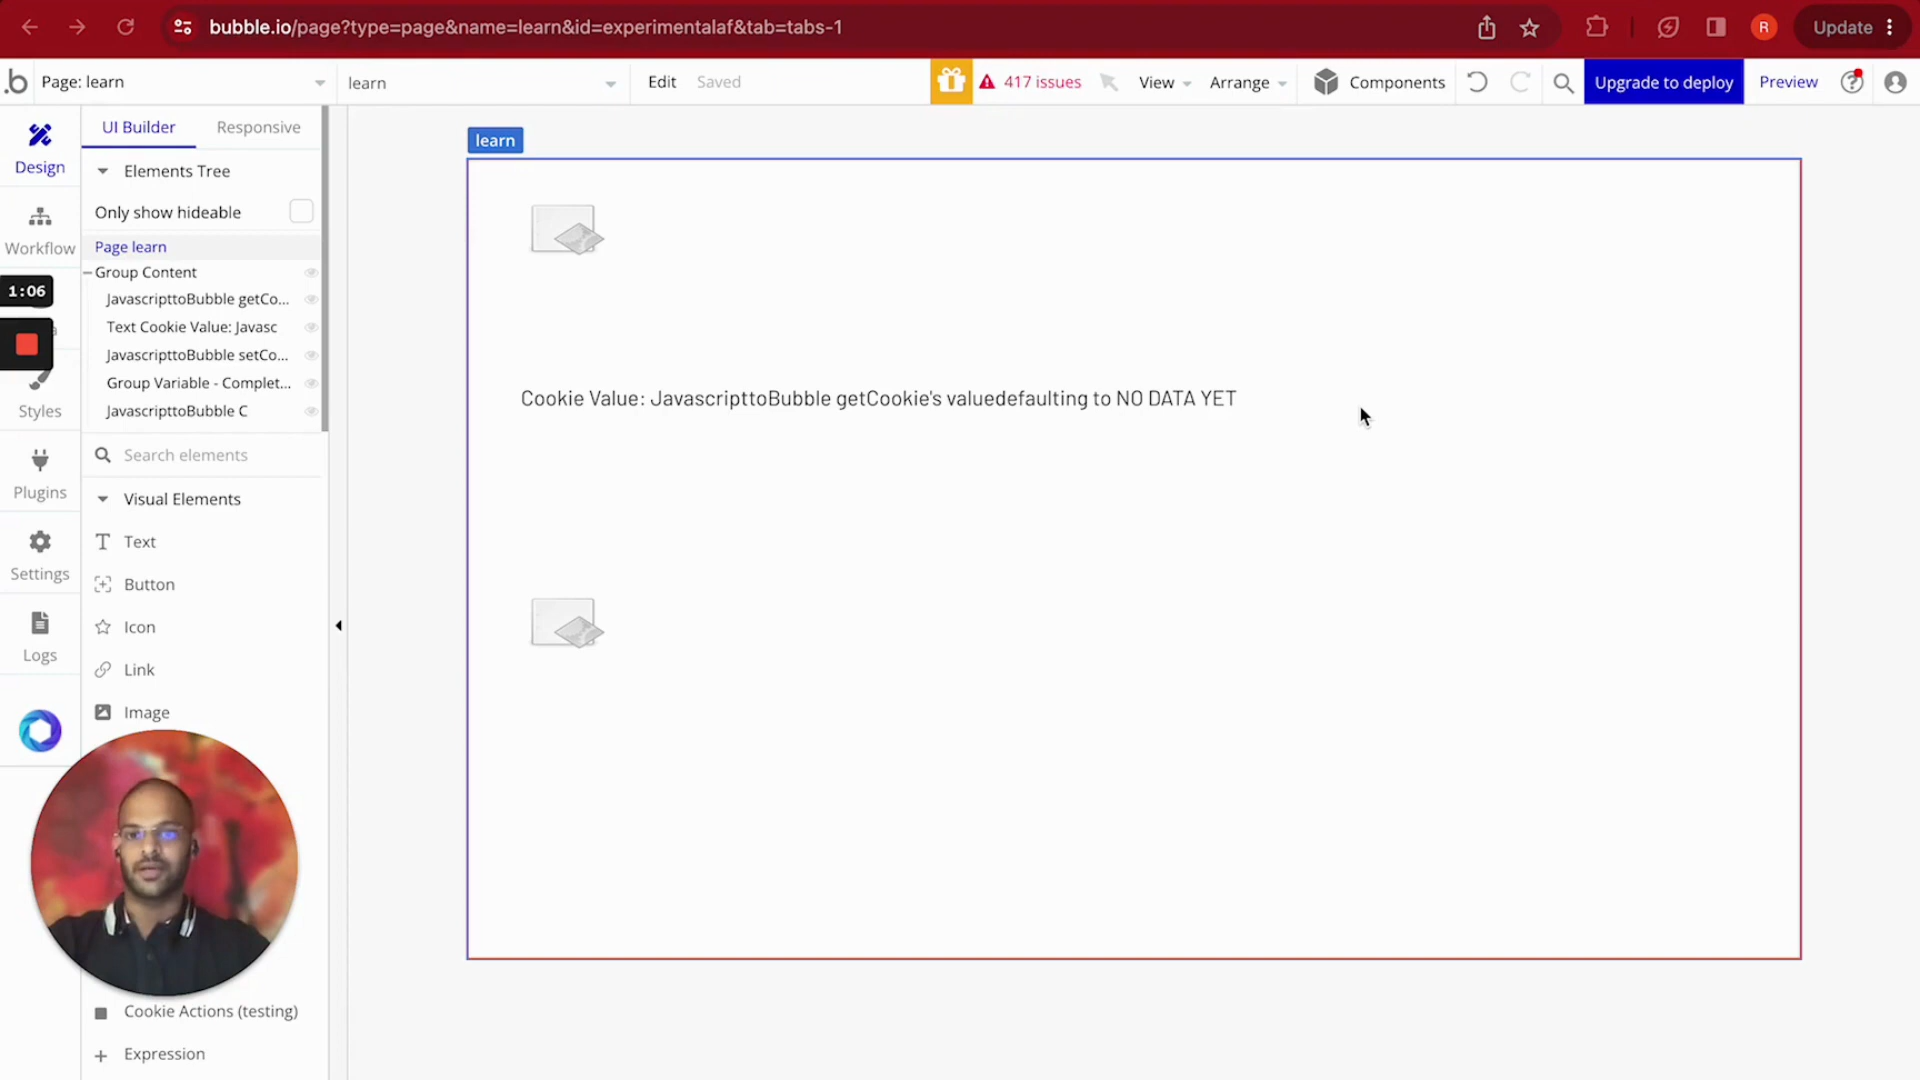 bubble.io/page?type=page&name=learn&id=experimentalaf&tab=tabs-1
R
Update
.b
Page: learn
learn
Edit
Saved
417 issues
View
Arrange
Components
Upgrade to deploy
Preview
UI Builder
Responsive
Design
Elements Tree
Only show hideable
Workflow
Page learn
Group Content
1:06
JavascripttoBubble getCo...
Text Cookie Value: Javasc
JavascripttoBubble setCo...
Group Variable - Complet...
JavascripttoBubble C
Styles
Search elements
Plugins
Visual Elements
Text
Button
Settings
Icon
Logs
Link
Image
Cookie Actions (testing)
Expression
learn
Cookie Value: JavascripttoBubble getCookie's valuedefaulting to NO DATA YET